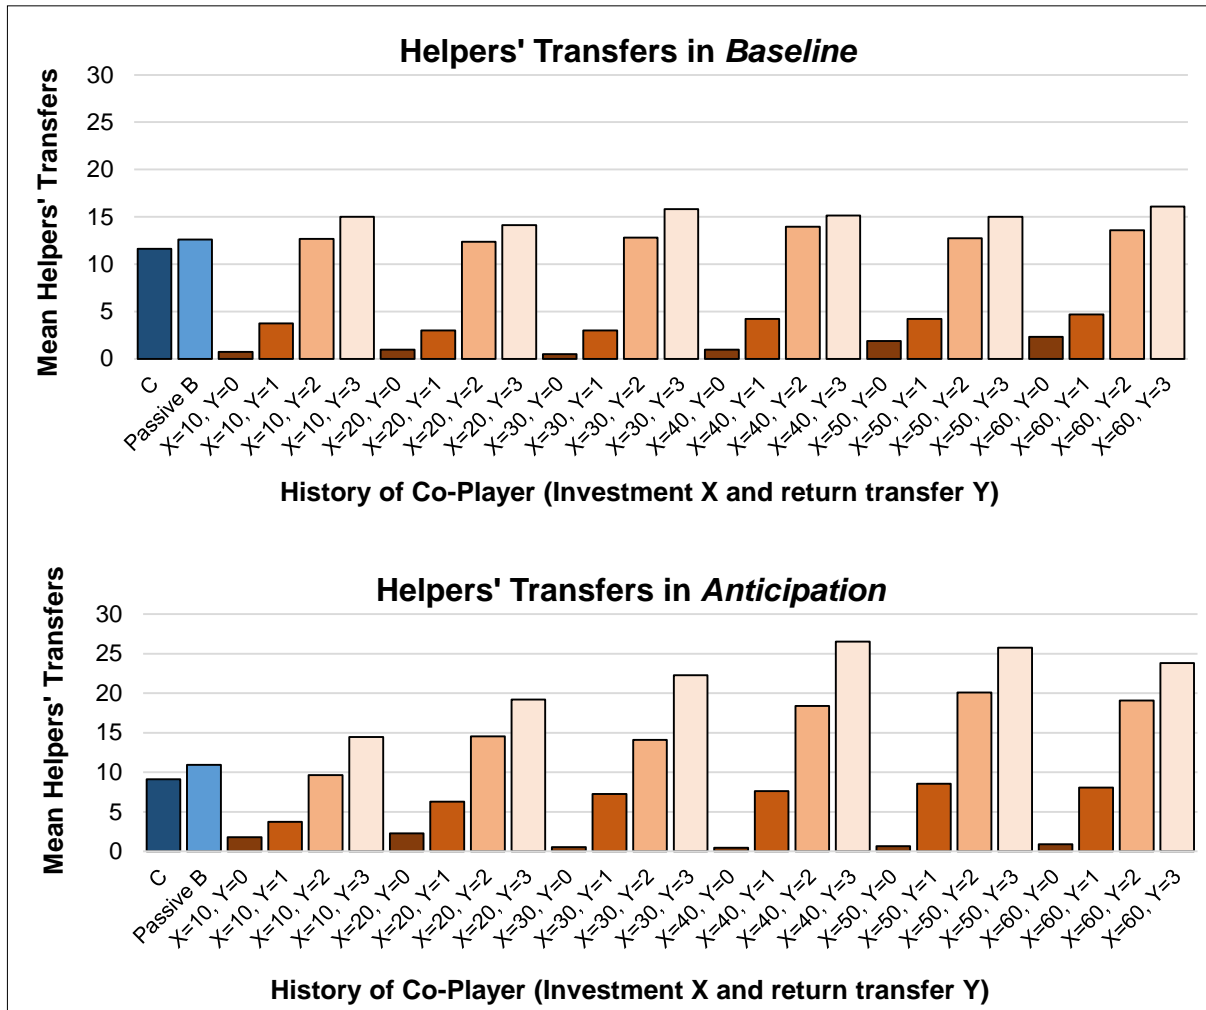 Helpers' Transfers in Baseline
Mean Helpers' Transfers
30
25
20
15
10
5
0
C
Passive B
X=10, Y=0
X=10, Y=1
X=10, Y=2
X=10, Y=3
X=20, Y=0
X=20, Y=1
X=20, Y=2
X=20, Y=3
X=30, Y=0
X=30, Y=1
X=30, Y=2
X=30, Y=3
X=40, Y=0
X=40, Y=1
X=40, Y=2
X=40, Y=3
X=50, Y=0
X=50, Y=1
X=50, Y=2
X=50, Y=3
X=60, Y=0
X=60, Y=1
X=60, Y=2
X=60, Y=3
History of Co-Player (Investment X and return transfer Y)
Helpers' Transfers in Anticipation
Mean Helpers' Transfers
30
25
20
15
10
5
0
C
Passive B
X=10, Y=0
X=10, Y=1
X=10, Y=2
X=10, Y=3
X=20, Y=0
X=20, Y=1
X=20, Y=2
X=20, Y=3
X=30, Y=0
X=30, Y=1
X=30, Y=2
X=30, Y=3
X=40, Y=0
X=40, Y=1
X=40, Y=2
X=40, Y=3
X=50, Y=0
X=50, Y=1
X=50, Y=2
X=50, Y=3
X=60, Y=0
X=60, Y=1
X=60, Y=2
X=60, Y=3
History of Co-Player (Investment X and return transfer Y)